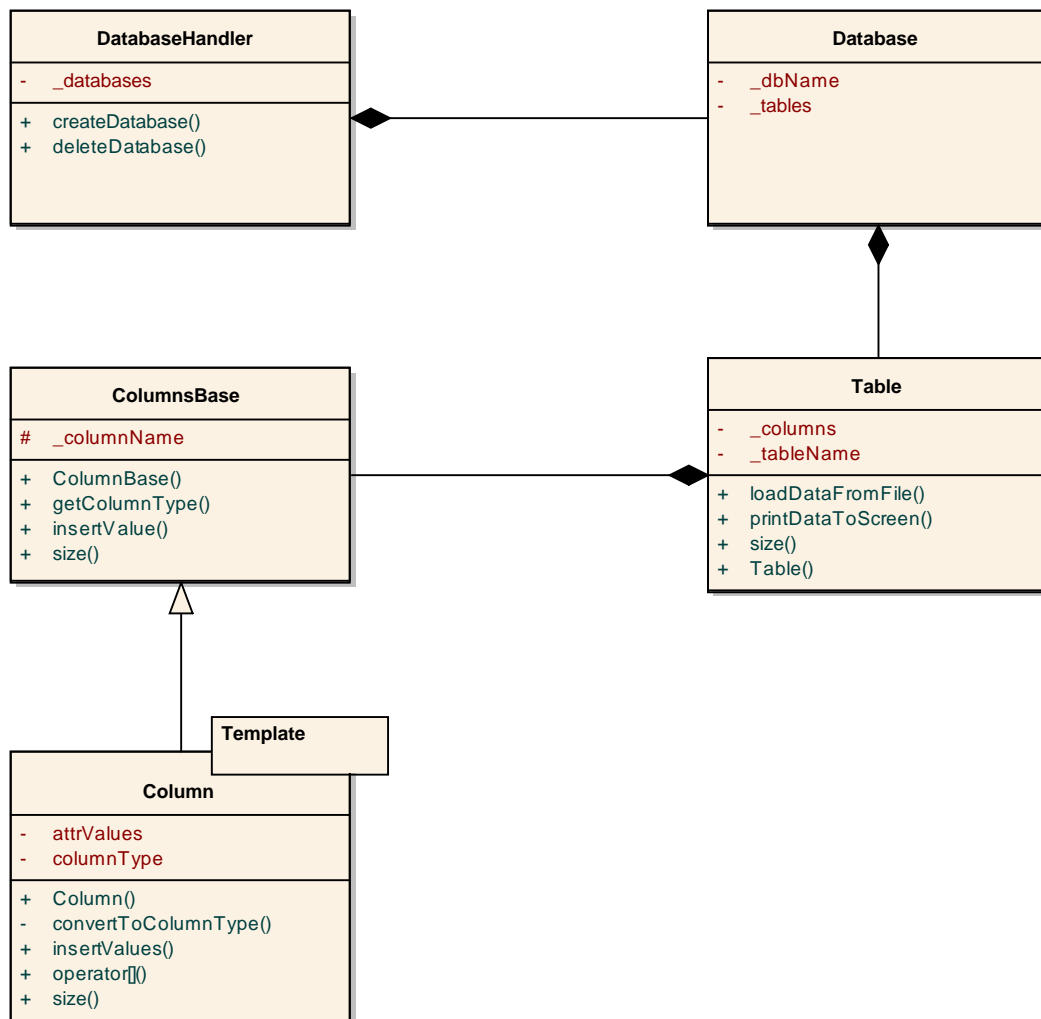 DatabaseHandler
- _databases
+ createDatabase()
+ deleteDatabase()
Database
- _dbName
- _tables
ColumnsBase
# _columnName
+ ColumnBase()
+ getColumnType()
+ insertValue()
+ size()
Table
- _columns
- _tableName
+ loadDataFromFile()
+ printDataToScreen()
+ size()
+ Table()
Template
Column
- attrValues
- columnType
+ Column()
- convertToColumnType()
+ insertValues()
+ operator[]()
+ size()